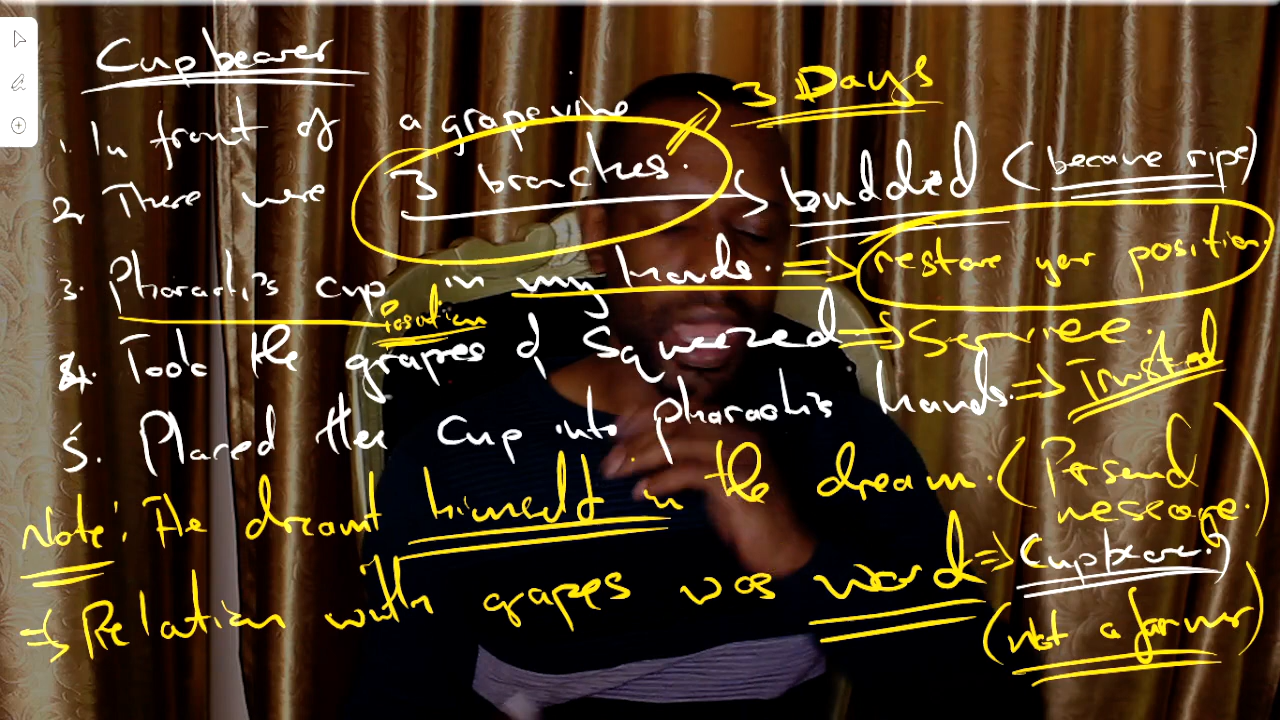 Cupbearer
1. In front of a grapevine
2. There were 3 branches. → budded (became ripe)
⇒ 3 Days
3. Pharaoh's cup in my hands. ⇒ restore your position.
Position
4. Took the grapes & squeezed ⇒ Service.
5. Placed the cup into pharaoh's hands. ⇒ Trusted
Note: He dreamt himself in the dream. (Personal message.)
⇒ Relation with grapes was word ⇒ Cupbearer
(not a farmer)